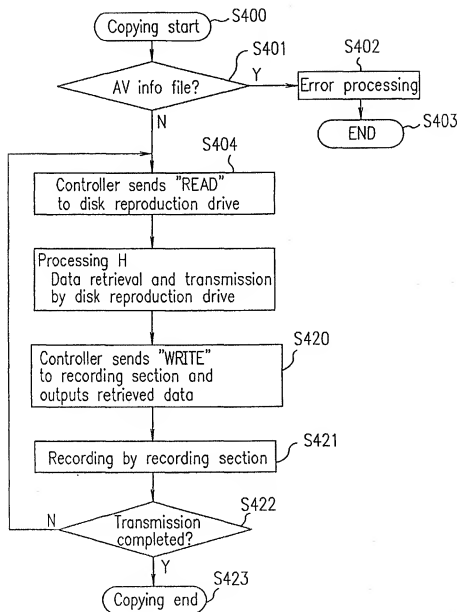 S400
Copying start
S401
AV info file?
Y
S402
Error processing
END
S403
N
S404
Controller sends "READ"
to disk reproduction drive
Processing H
Data retrieval and transmission
by disk reproduction drive
S420
Controller sends "WRITE"
to recording section and
outputs retrieved data
S421
Recording by recording section
S422
N
Transmission
completed?
Y
S423
Copying end